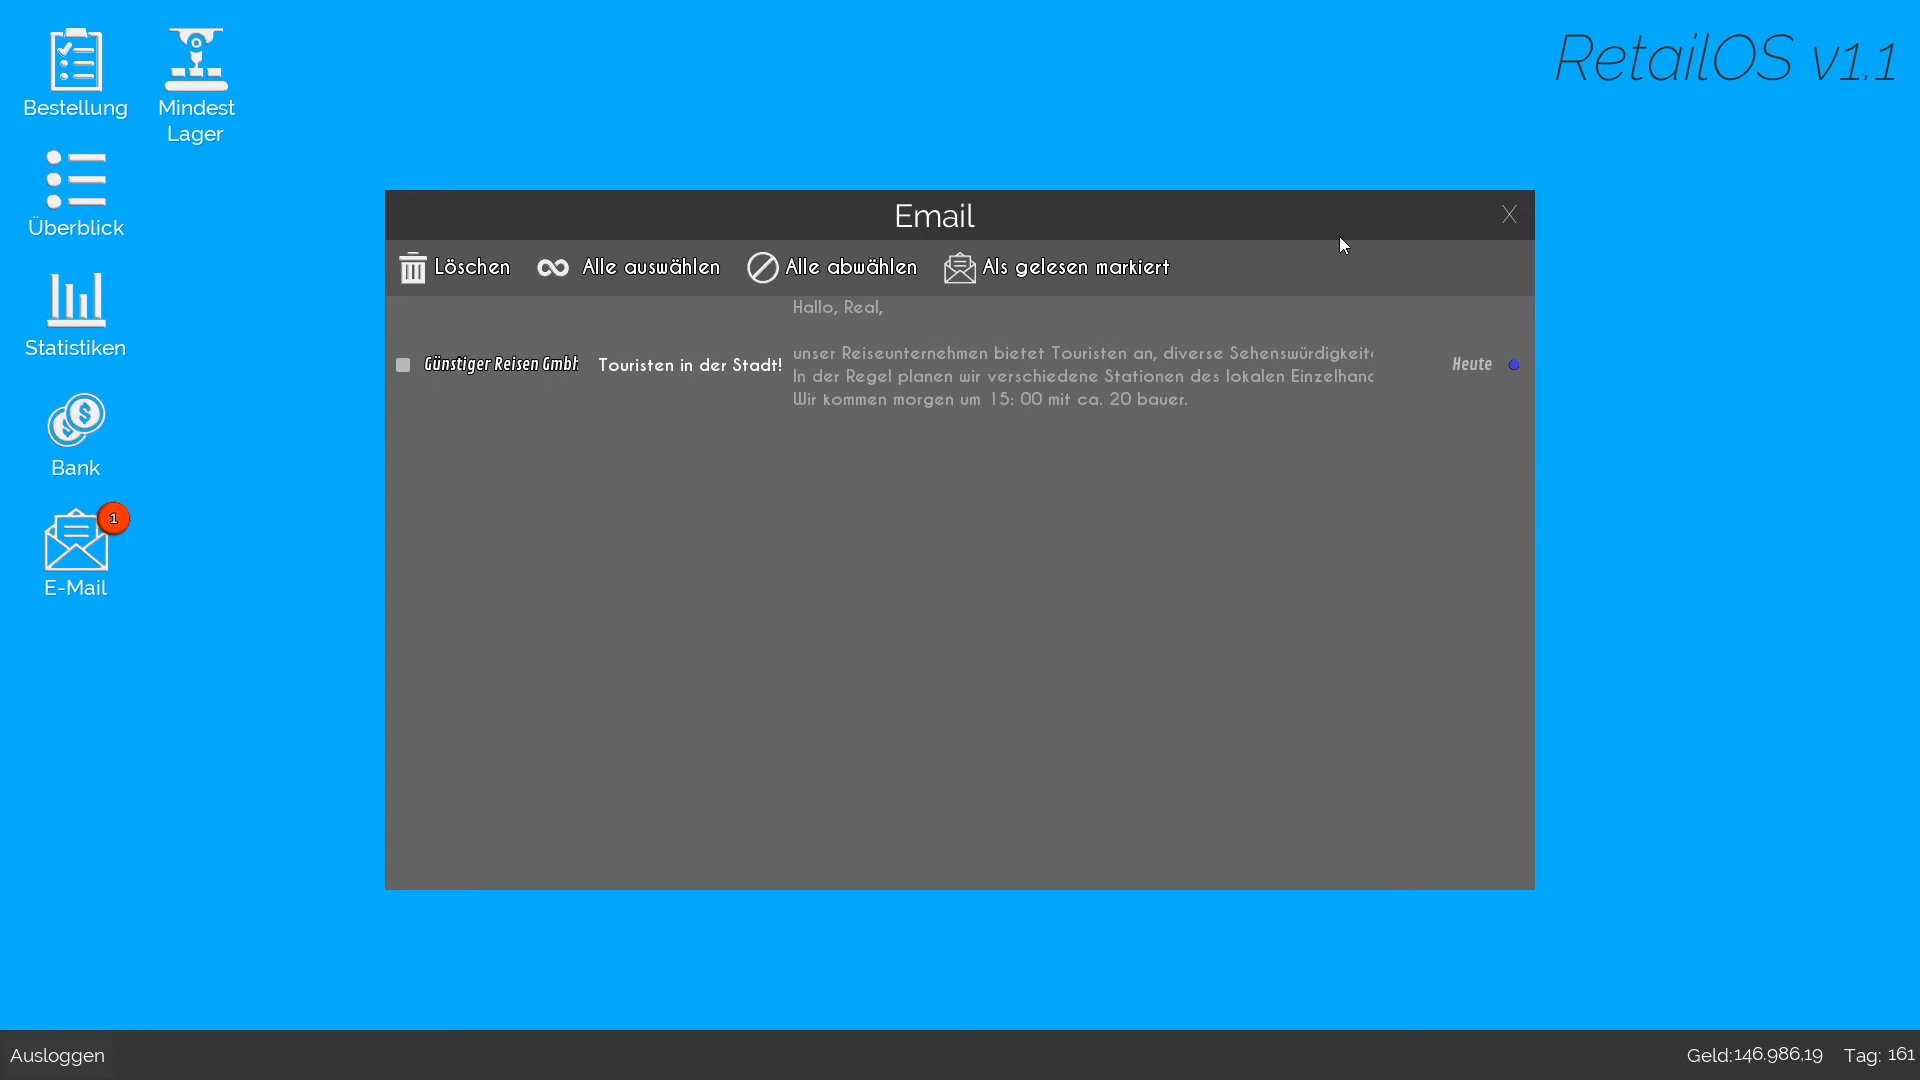 RetailOS v1.1
Bestellung
Mindest
Lager
Überblick
Statistiken
Bank
1
E-Mail
Email X
Löschen Alle auswählen Alle abwählen Als gelesen markiert
Hallo, Real,
Günstiger Reisen GmbH Touristen in der Stadt! Heute
unser Reiseunternehmen bietet Touristen an, diverse
In der Regel planen wir verschiedene Stationen des lokalen
Wir kommen morgen um 15: 00 mit ca. 20 bauer.
Ausloggen
Geld:146.986,19 Tag: 161